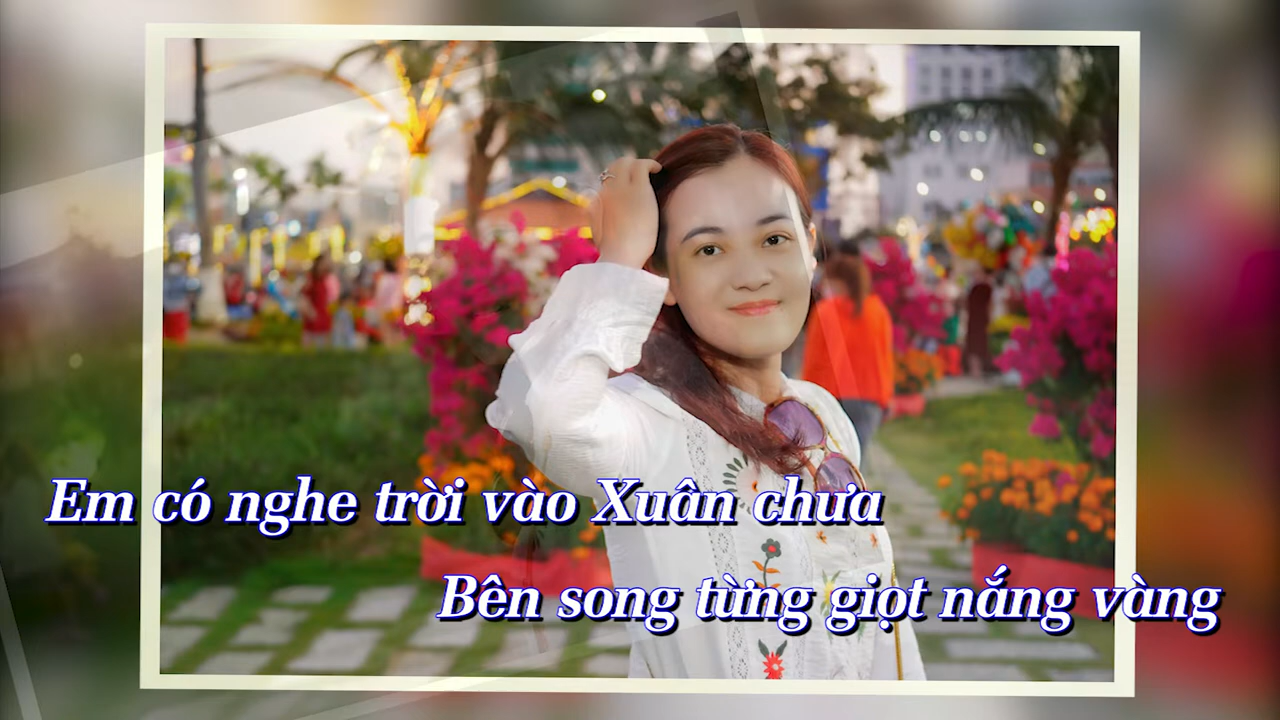 Em có nghe trời vào Xuân chưa
Bên song từng giọt nắng vàng